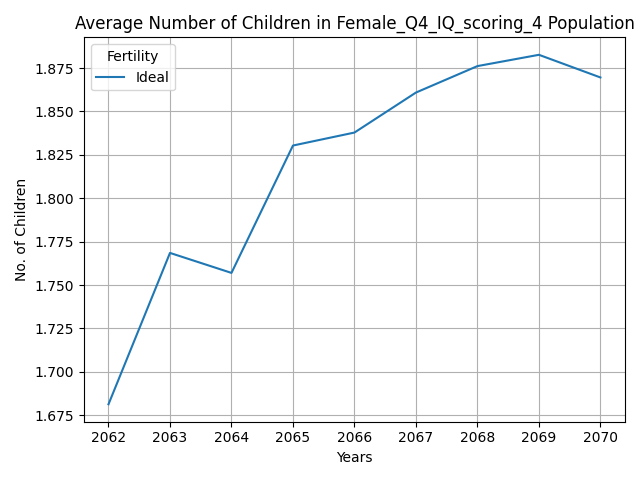 Average Number of Children in Female_Q4_IQ_scoring_4 Population
Fertility
Ideal
No. of Children
1.875
1.850
1.825
1.800
1.775
1.750
1.725
1.700
1.675
2062 2063 2064 2065 2066 2067 2068 2069 2070
Years